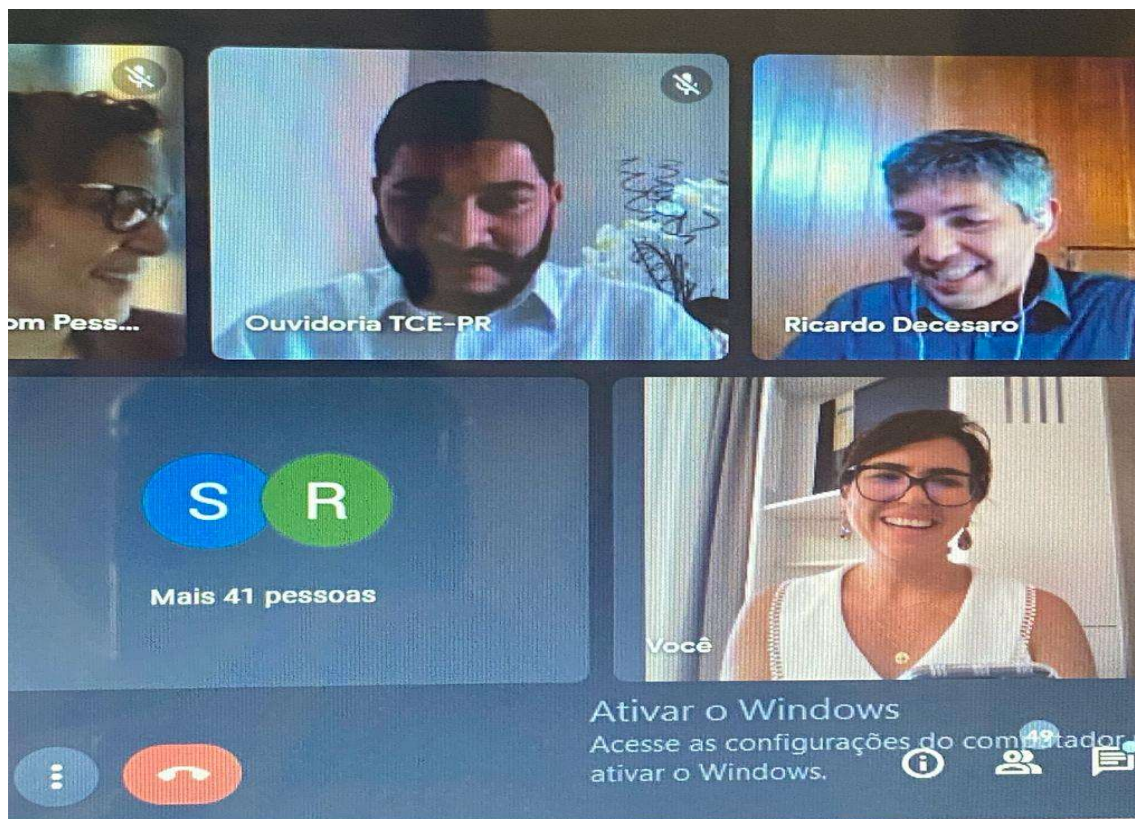 om Pess...
Ouvidoria TCE-PR
Ricardo Decesaro
S R
Mais 41 pessoas
Você
Ativar o Windows
Acesse as configurações do computador
ativar o Windows.
49